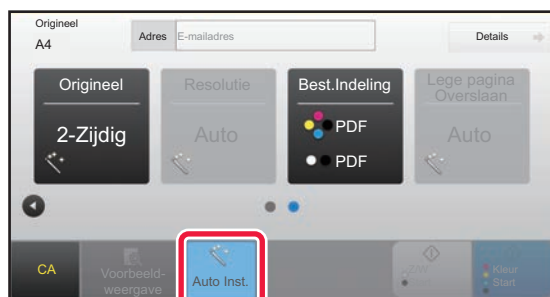 Origineel
A4
Adres E-mailadres
Details
Origineel
2-Zijdig
Resolutie
Auto
Best.Indeling
PDF
PDF
Lege pagina
Overslaan
Auto
CA
Voorbeeld-
weergave
Auto Inst.
Z/W
Start
Kleur
Start